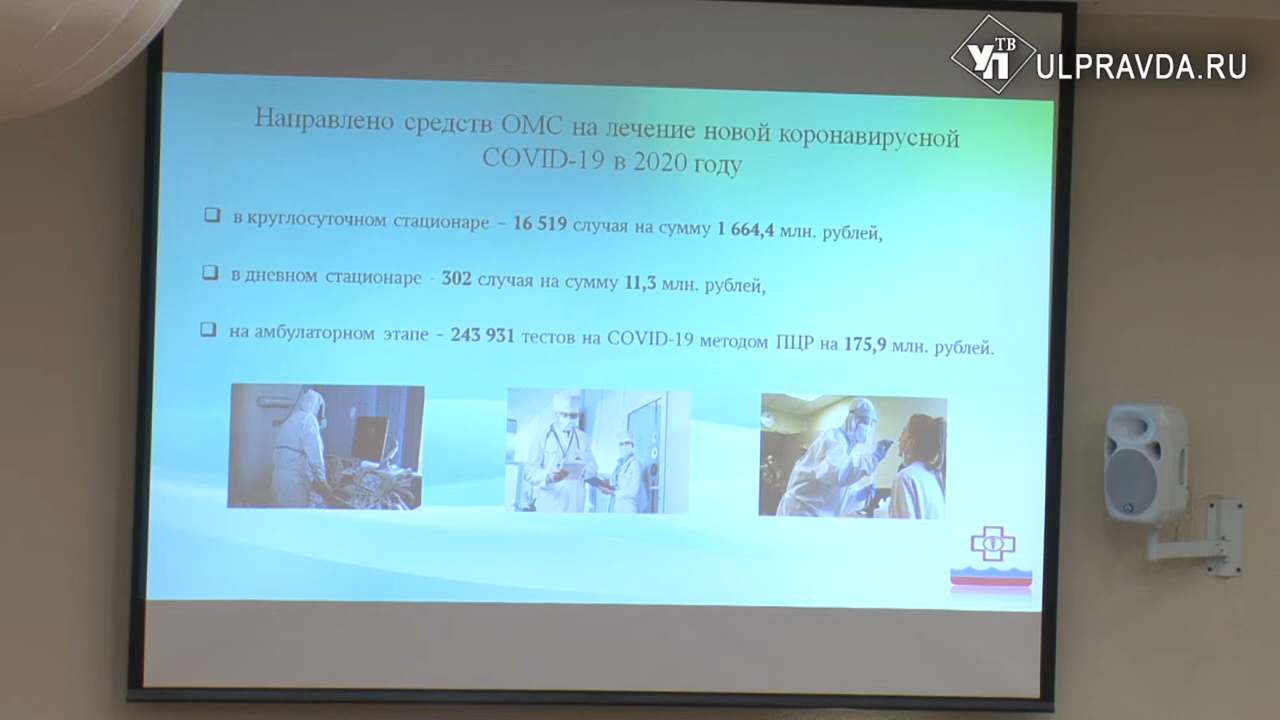 УП ТВ ULPRAVDA.RU
Направлено средств ОМС на лечение новой коронавирусной
COVID-19 в 2020 году
в круглосуточном стационаре – 16 519 случая на сумму 1 664,4 млн. рублей,
в дневном стационаре - 302 случая на сумму 11,3 млн. рублей,
на амбулаторном этапе – 243 931 тестов на COVID-19 методом ПЦР на 175,9 млн. рублей.